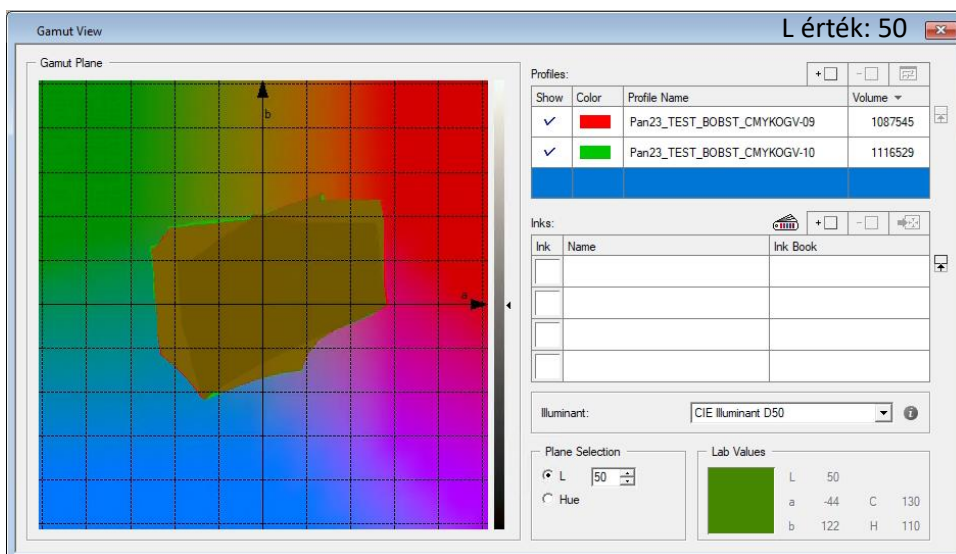 Gamut View
L érték: 50
Gamut Plane
b
a
Profiles:
Show Color Profile Name Volume
Pan23_TEST_BOBST_CMYKOGV-09 1087545
Pan23_TEST_BOBST_CMYKOGV-10 1116529
Inks:
Ink Name Ink Book
Illuminant: CIE Illuminant D50
Plane Selection
L 50
Hue
Lab Values
L 50
a -44 C 130
b 122 H 110